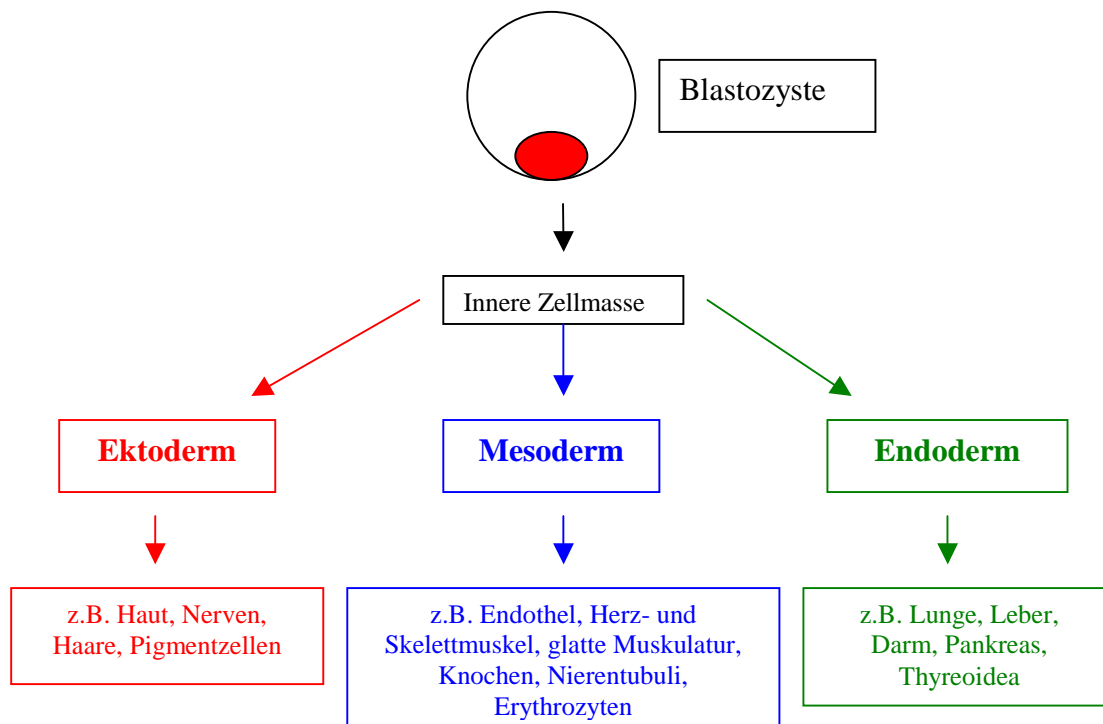 Blastozyste
Innere Zellmasse
Ektoderm
Mesoderm
Endoderm
z.B. Haut, Nerven,
Haare, Pigmentzellen
z.B. Endothel, Herz- und
Skelettmuskel, glatte Muskulatur,
Knochen, Nierentubuli,
Erythrozyten
z.B. Lunge, Leber,
Darm, Pankreas,
Thyreoidea